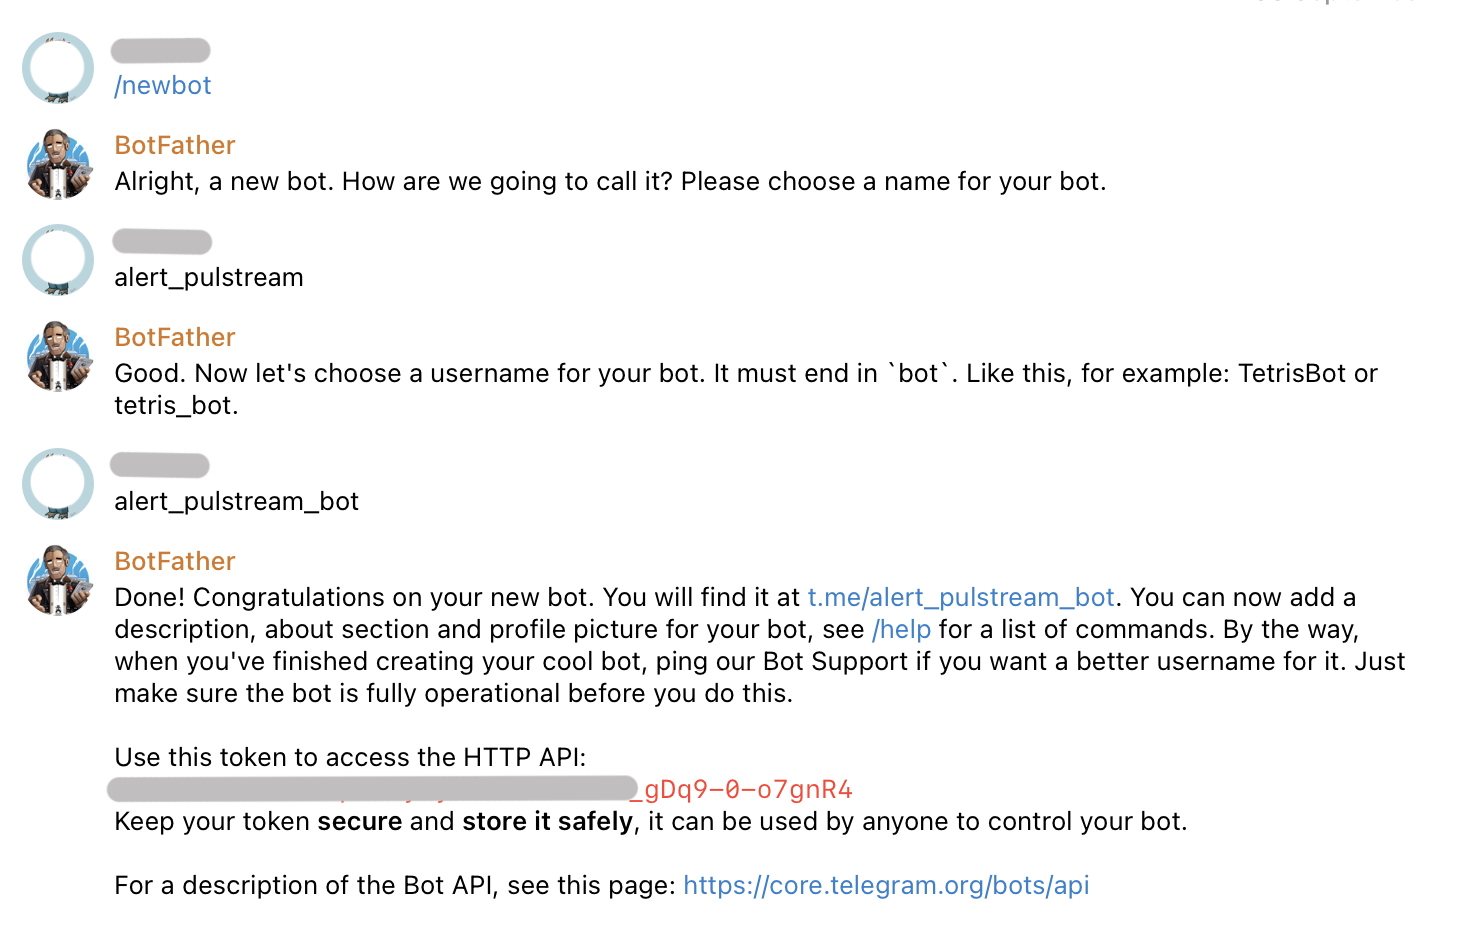 /newbot
BotFather
Alright, a new bot. How are we going to call it? Please choose a name for your bot.
alert_pulstream
BotFather
Good. Now let's choose a username for your bot. It must end in `bot`. Like this, for example: TetrisBot or
tetris_bot.
alert_pulstream_bot
BotFather
Done! Congratulations on your new bot. You will find it at t.me/alert_pulstream_bot. You can now add a
description, about section and profile picture for your bot, see /help for a list of commands. By the way,
when you've finished creating your cool bot, ping our Bot Support if you want a better username for it. Just
make sure the bot is fully operational before you do this.
Use this token to access the HTTP API:
_gDq9-0-o7gnR4
Keep your token secure and store it safely, it can be used by anyone to control your bot.
For a description of the Bot API, see this page: https://core.telegram.org/bots/api